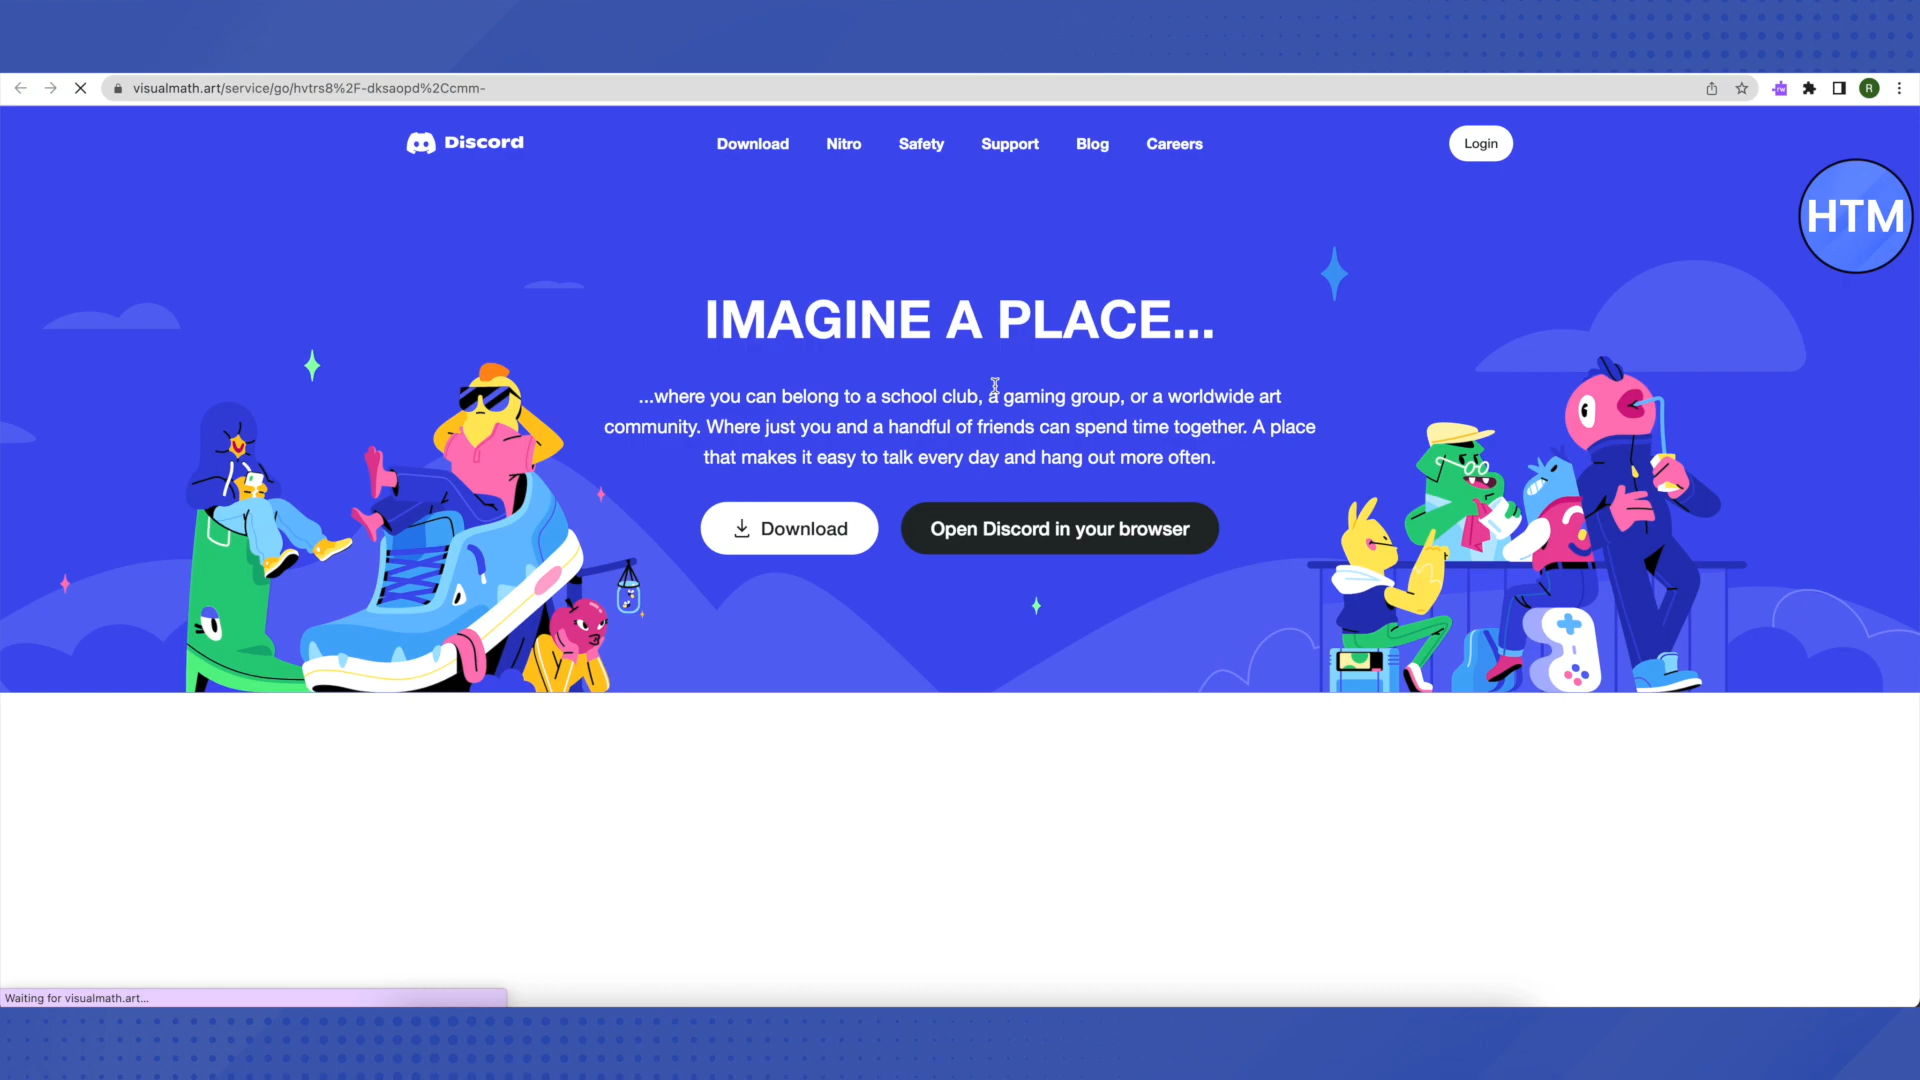 visualmath.art/service/go/hvtrs8%2F-dksaopd%2Ccmm-
rw
R
Discord
Download
Nitro
Safety
Support
Blog
Careers
Login
HTM
IMAGINE A PLACE...
...where you can belong to a school club, a gaming group, or a worldwide art
community. Where just you and a handful of friends can spend time together. A place
that makes it easy to talk every day and hang out more often.
Download
Open Discord in your browser
Waiting for visualmath.art...